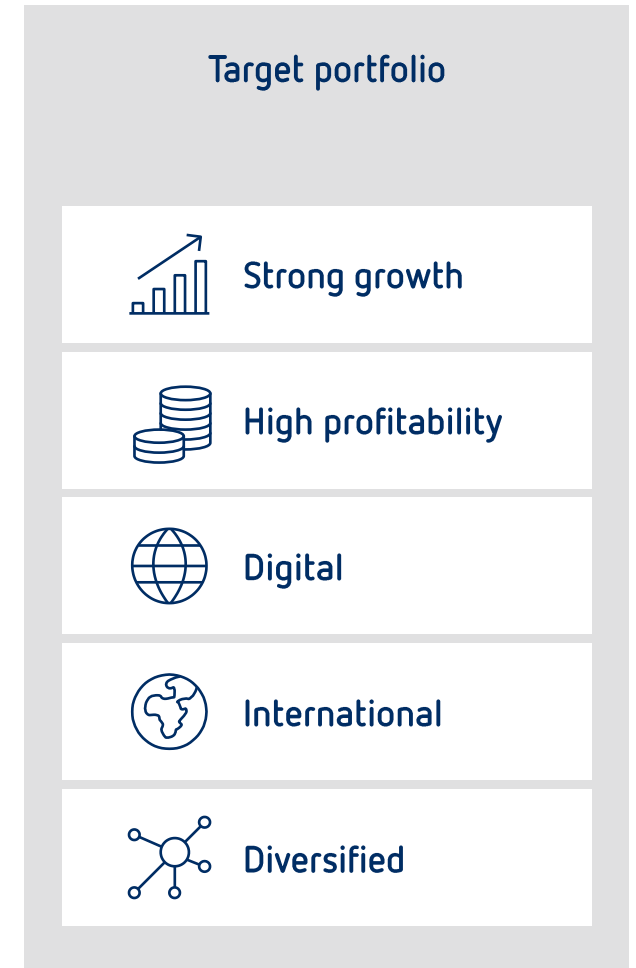 Target portfolio
Strong growth
High profitability
Digital
International
Diversified